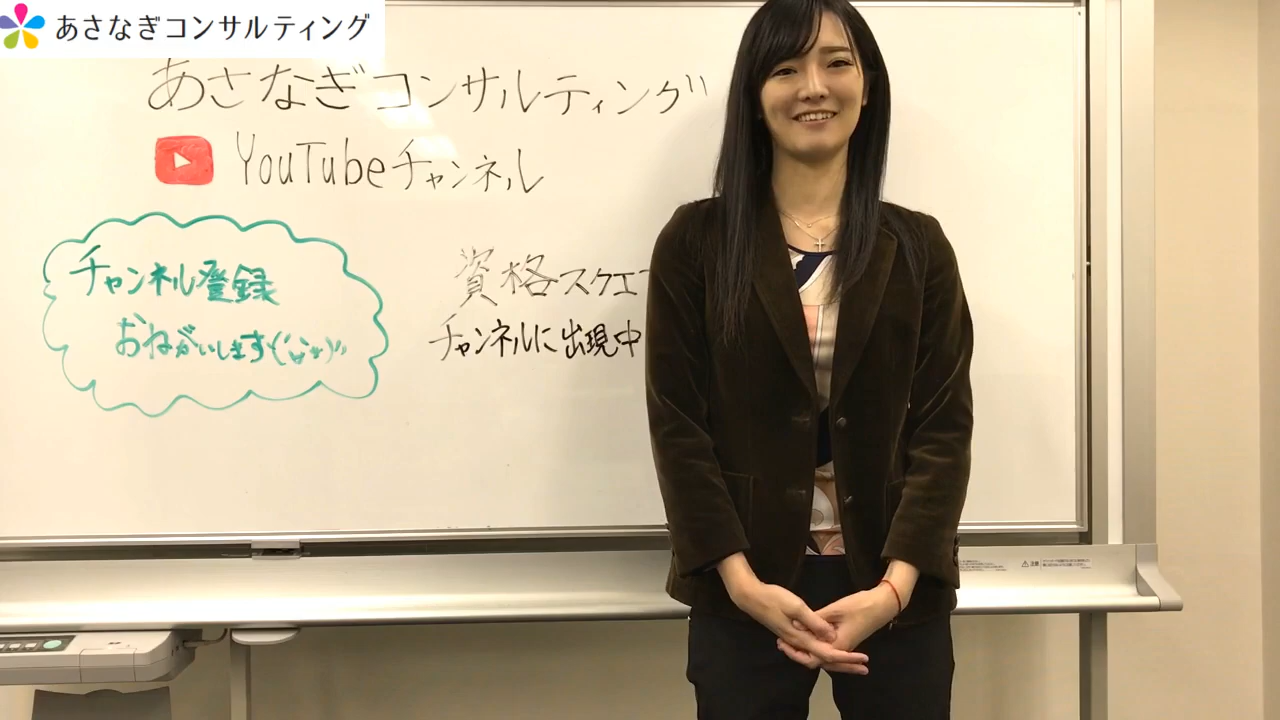 あさなぎコンサルティング
あさなぎコンサルティング
YouTubeチャンネル
チャンネル登録
おねがいします
資格スクエ
チャンネルに出現中
注意